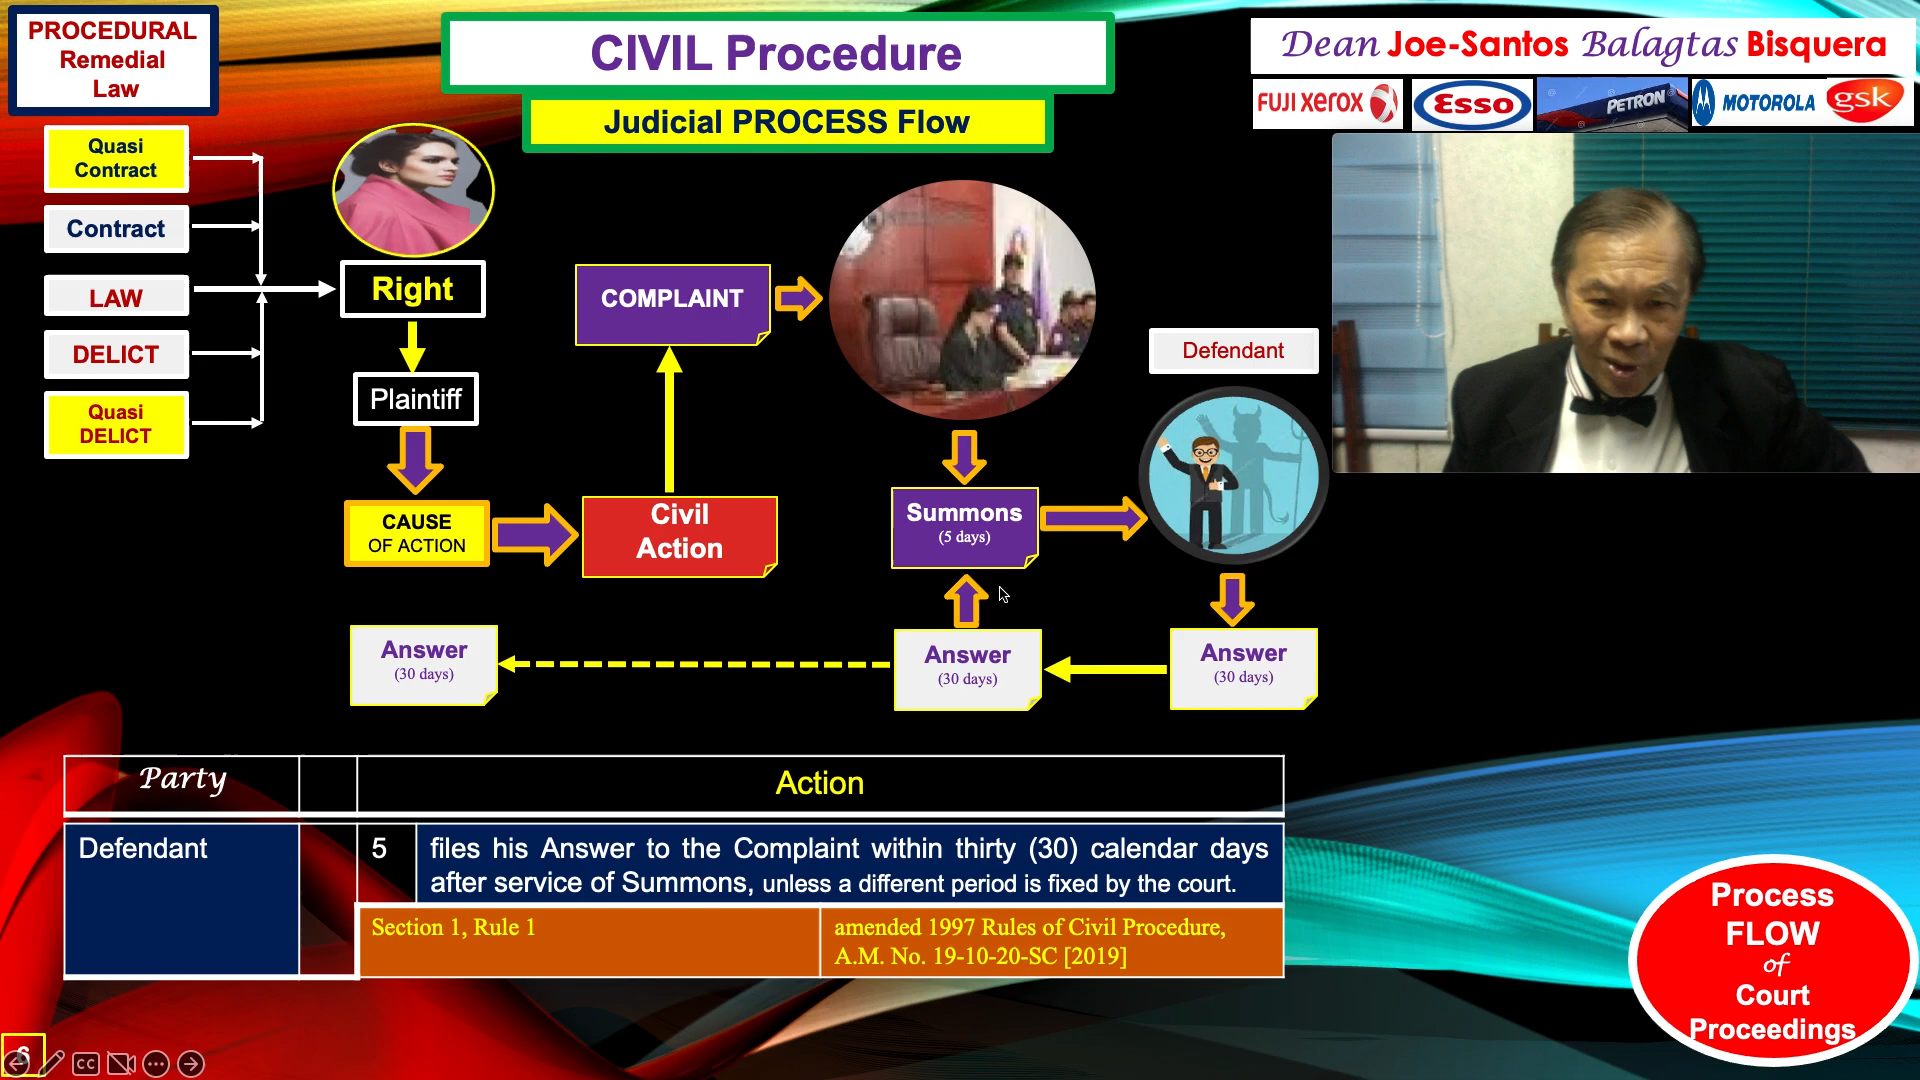 PROCEDURAL
Remedial
Law
CIVIL Procedure
Judicial PROCESS Flow
Dean Joe-Santos Balagtas Bisquera
FUJI XEROX
Esso
PETRON
MOTOROLA
gsk
Quasi
Contract
Contract
LAW
DELICT
Quasi
DELICT
Right
Plaintiff
CAUSE
OF ACTION
Civil
Action
COMPLAINT
Summons
(5 days)
Defendant
Answer
(30 days)
Answer
(30 days)
Answer
(30 days)
Party
Action
Defendant
5
files his Answer to the Complaint within thirty (30) calendar days
after service of Summons, unless a different period is fixed by the court.
Section 1, Rule 1
amended 1997 Rules of Civil Procedure,
A.M. No. 19-10-20-SC [2019]
Process
FLOW
of
Court
Proceedings
6
CC